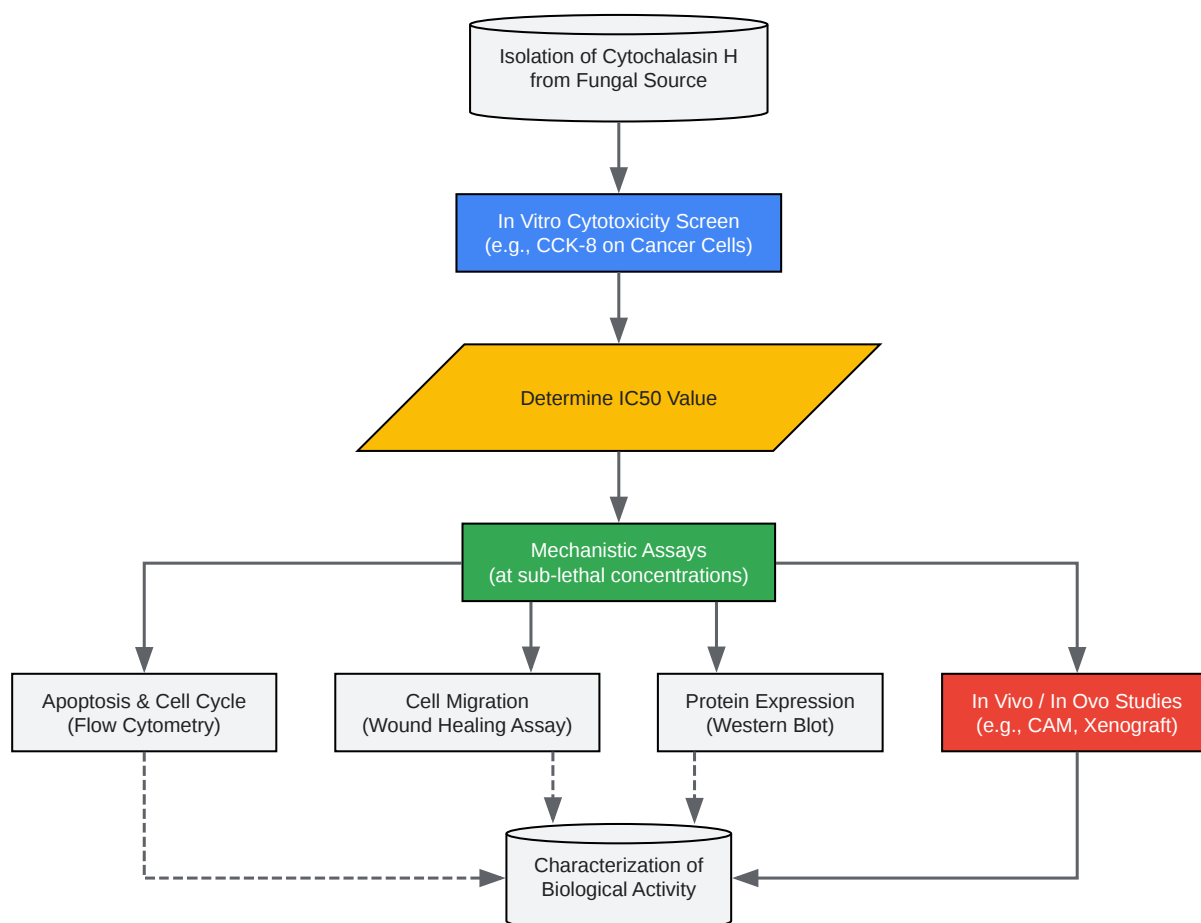 Isolation of Cytochalasin H
from Fungal Source
In Vitro Cytotoxicity Screen
(e.g., CCK-8 on Cancer Cells)
Determine IC50 Value
Mechanistic Assays
(at sub-lethal concentrations)
Apoptosis & Cell Cycle
(Flow Cytometry)
Cell Migration
(Wound Healing Assay)
Protein Expression
(Western Blot)
In Vivo / In Ovo Studies
(e.g., CAM, Xenograft)
Characterization of
Biological Activity